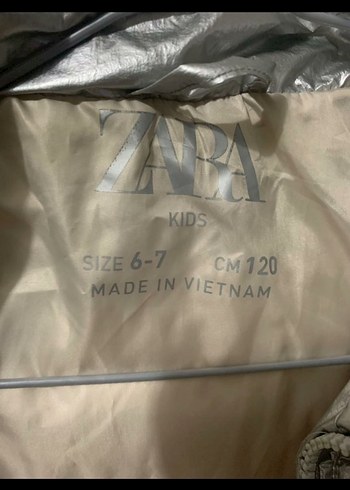 ZARA
KIDS
SIZE 6-7 CM 120
MADE IN VIETNAM